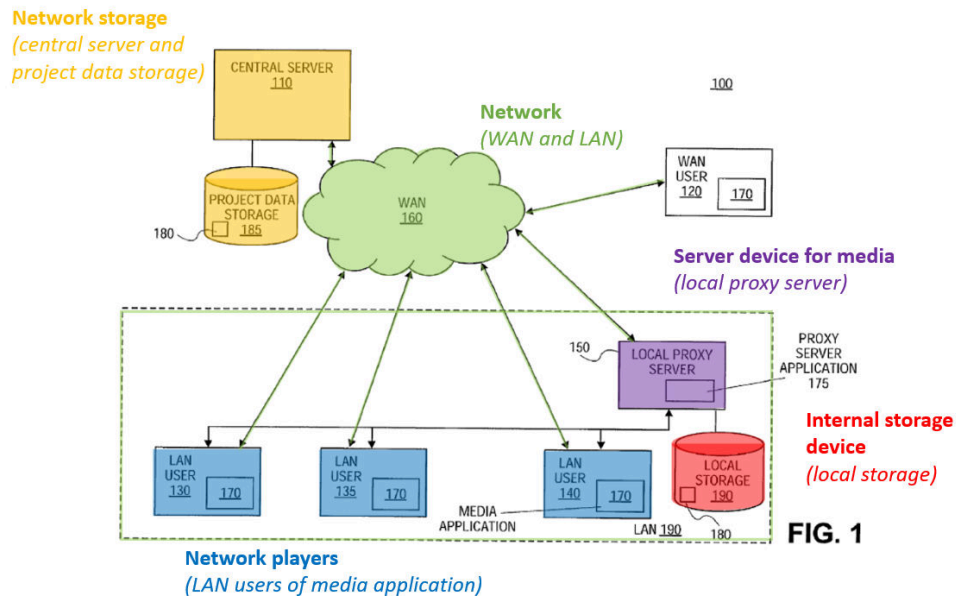 Network storage
(central server and
project data storage)
CENTRAL SERVER
110
100
Network
(WAN and LAN)
WAN
USER
120
170
PROJECT DATA
STORAGE
185
180
WAN
160
Server device for media
(local proxy server)
150
LOCAL PROXY
SERVER
PROXY
SERVER
APPLICATION
175
Internal storage
device
(local storage)
LAN
USER
130
170
LAN
USER
135
170
LAN
USER
140
170
LOCAL
STORAGE
190
MEDIA
APPLICATION
LAN 190
180
FIG. 1
Network players
(LAN users of media application)